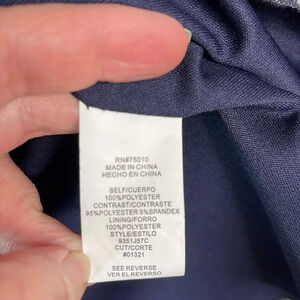 RN#75010
MADE IN CHINA
HECHO EN CHINA
SELF/CUERPO
100%POLYESTER
CONTRAST/CONTRASTE
95%POLYESTER 5%SPANDEX
LINING/FORRO
100%POLYESTER
STYLE/ESTILO
9351J57C
CUT/CORTE
#01321
SEE REVERSE
VER EL REVERSO